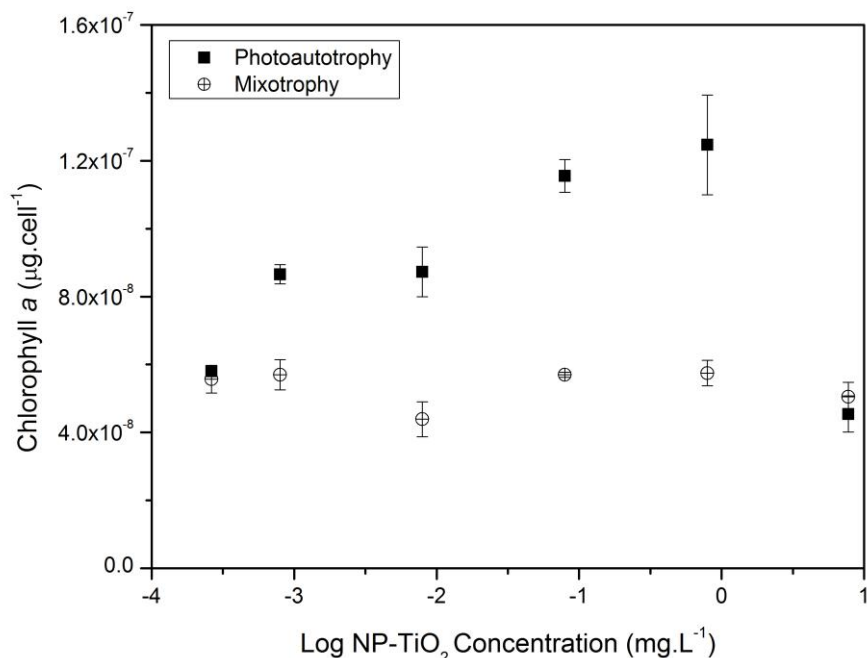 1.6x10⁻⁷
Photoautotrophy
Mixotrophy
1.2x10⁻⁷
8.0x10⁻⁸
4.0x10⁻⁸
0.0
Chlorophyll a (μg.cell⁻¹)
-4 -3 -2 -1 0 1
Log NP-TiO₂ Concentration (mg.L⁻¹)